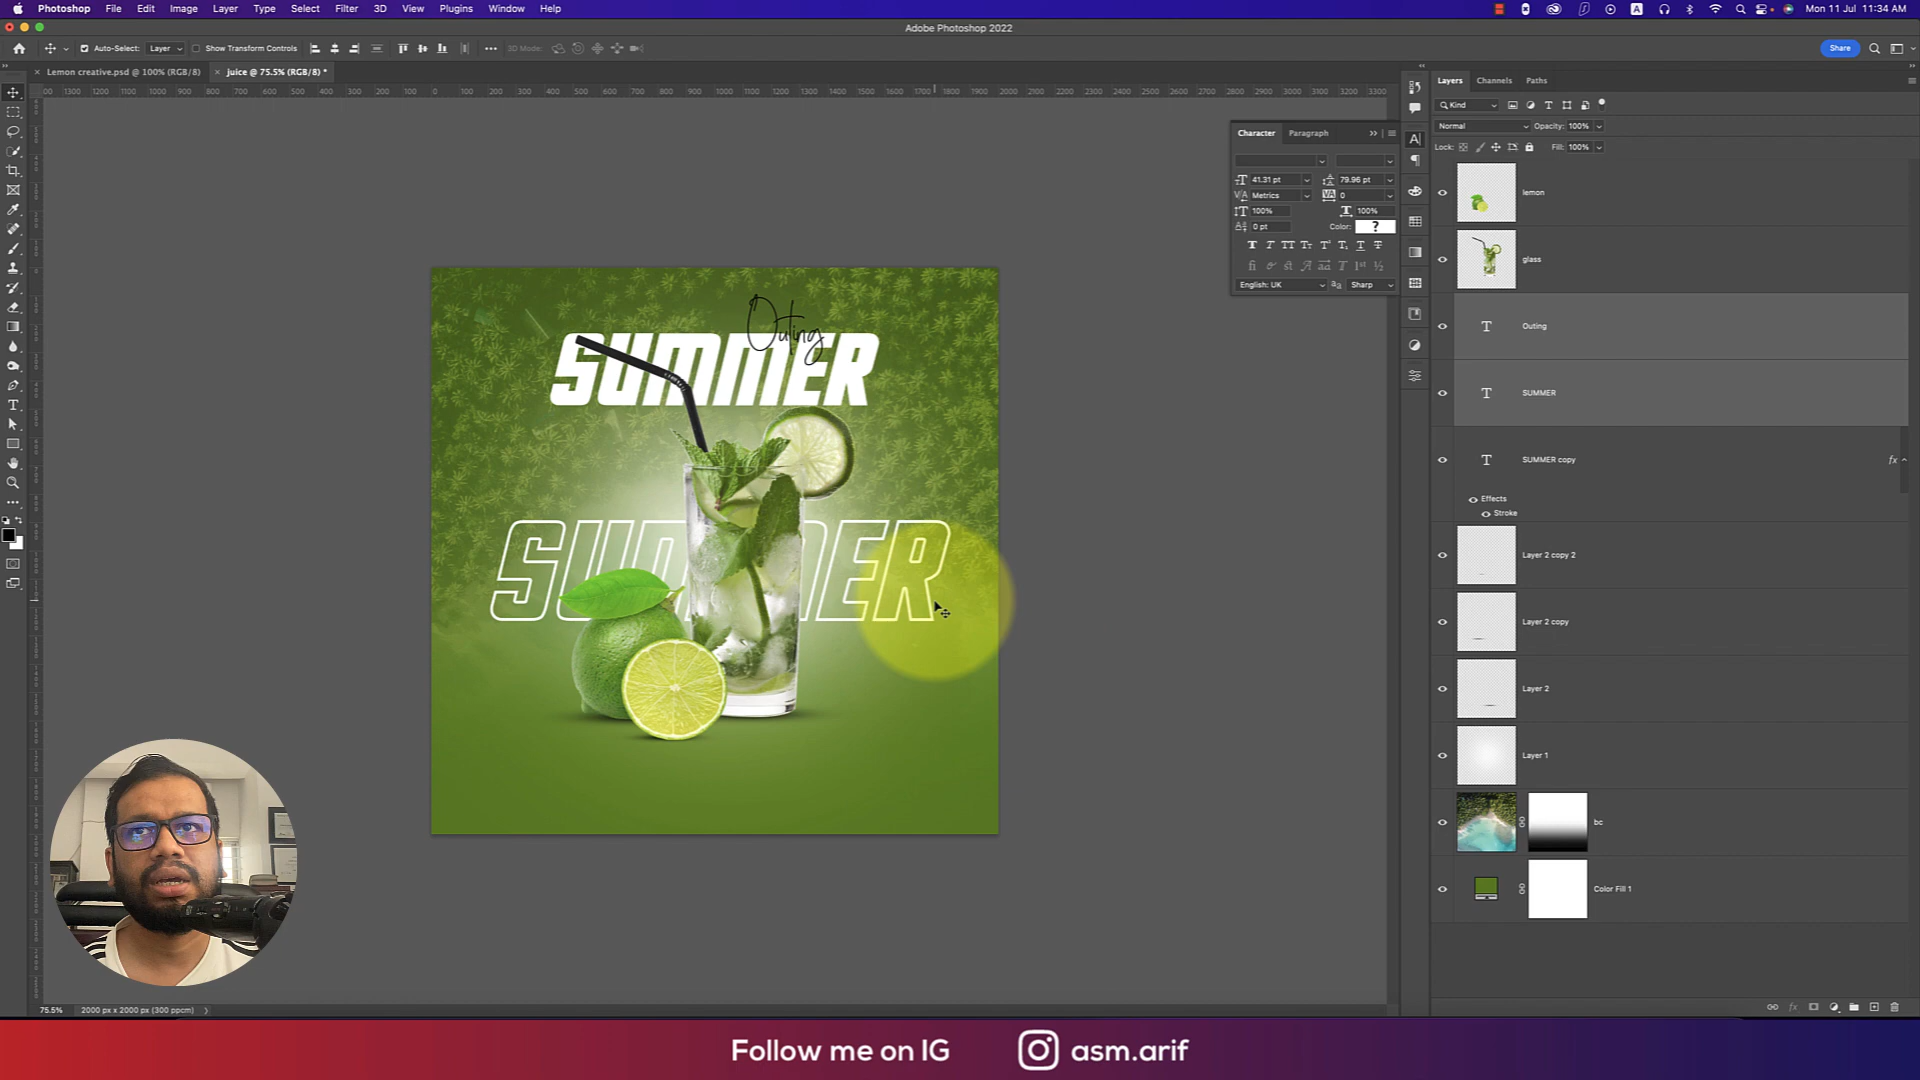 Photoshop File Edit Image Layer Type Select Filter 3D View Plugins Window Help
Mon 11 Jul 11:34 AM
Adobe Photoshop 2022
Auto-Select: Layer Show Transform Controls 3D Mode: Share
Lemon creative.psd @ 100% (RGB/8) juice @ 75.5% (RGB/8) *
Layers Channels Paths
Kind
Normal Opacity: 100%
Lock: Fill: 100%
Character Paragraph
41.31 pt 79.96 pt
Metrics 0
100% 100%
0 pt Color: ?
English: UK Sharp
lemon
glass
Outing
SUMMER
SUMMER copy fx
Effects
Stroke
Layer 2 copy 2
Layer 2 copy
Layer 2
Layer 1
bc
Color Fill 1
Outing
SUMMER
SUMMER
75.5% 2000 px x 2000 px (300 ppcm)
Follow me on IG asm.arif